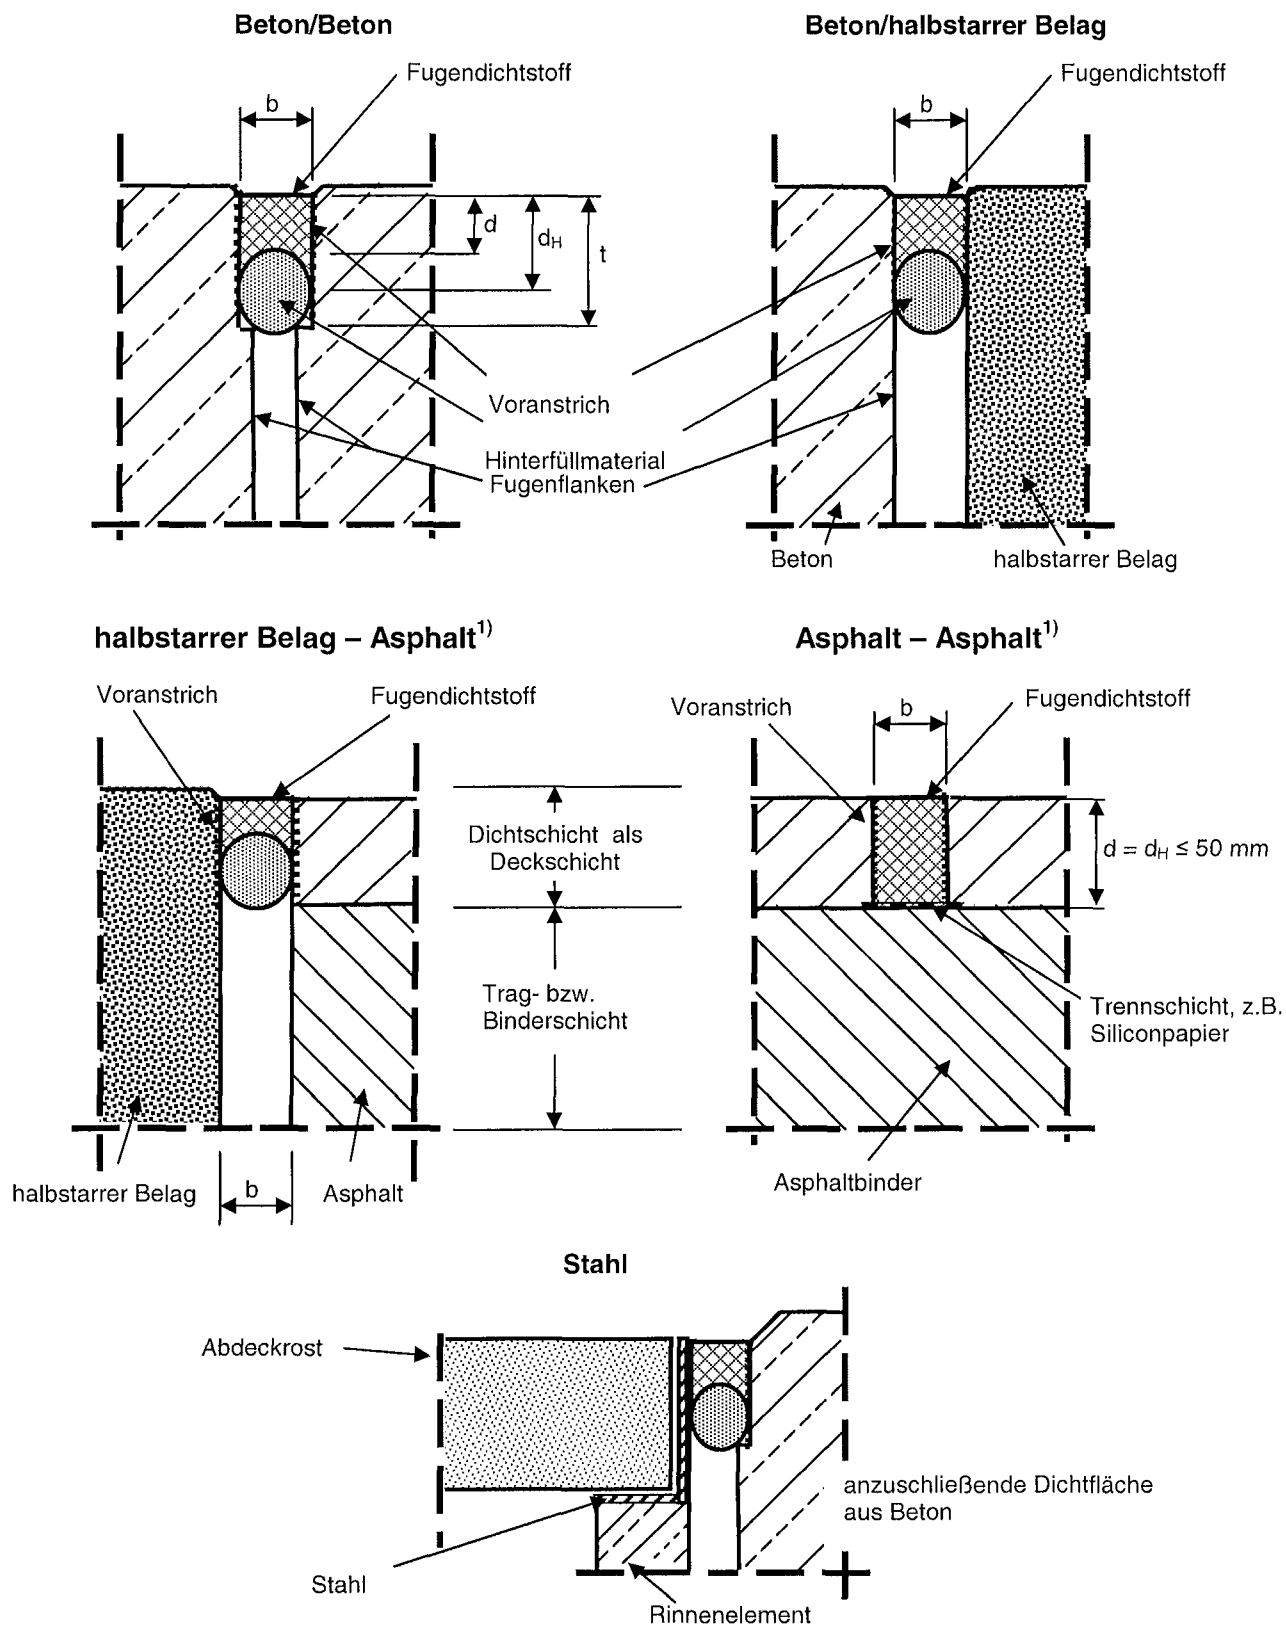 Beton/Beton
Fugendichtstoff
b
d
dH
t
Voranstrich
Hinterfüllmaterial
Fugenflanken
Beton/halbstarrer Belag
Fugendichtstoff
b
Beton
halbstarrer Belag
halbstarrer Belag – Asphalt1)
Voranstrich
Fugendichtstoff
Dichtschicht als
Deckschicht
Trag- bzw.
Binderschicht
halbstarrer Belag
b
Asphalt
Asphalt – Asphalt1)
Voranstrich
b
Fugendichtstoff
d = dH ≤ 50 mm
Trennschicht, z.B.
Siliconpapier
Asphaltbinder
Stahl
Abdeckrost
anzuschließende Dichtfläche
aus Beton
Stahl
Rinnenelement